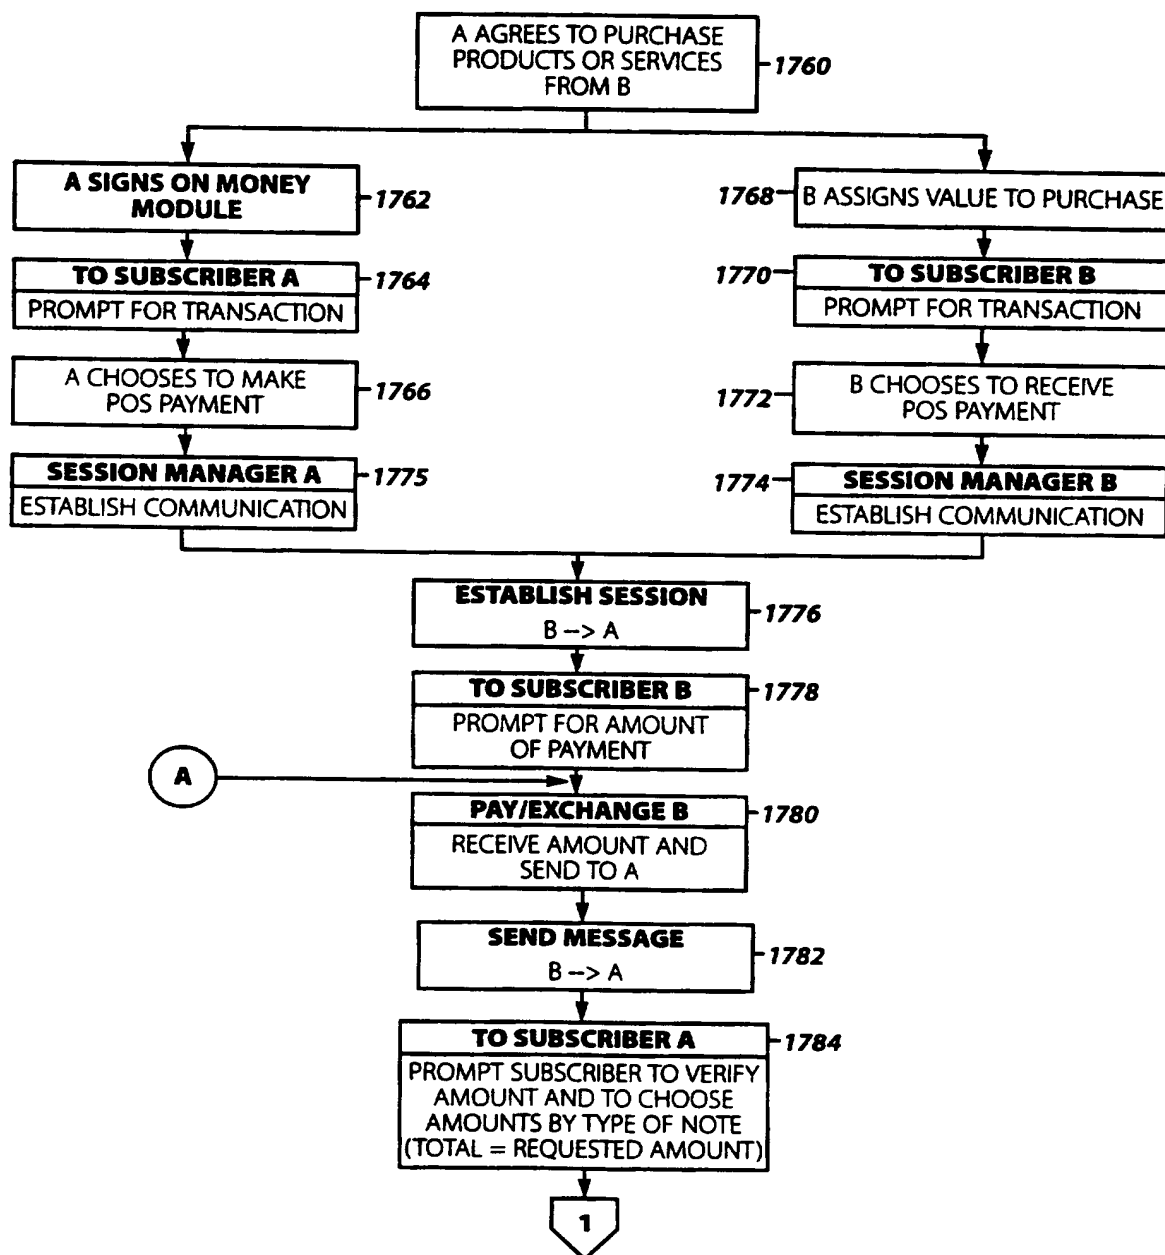 A AGREES TO PURCHASE
PRODUCTS OR SERVICES
FROM B
1760
A SIGNS ON MONEY
MODULE
1762
TO SUBSCRIBER A
1764
PROMPT FOR TRANSACTION
A CHOOSES TO MAKE
POS PAYMENT
1766
SESSION MANAGER A
1775
ESTABLISH COMMUNICATION
1768
B ASSIGNS VALUE TO PURCHASE
1770
TO SUBSCRIBER B
PROMPT FOR TRANSACTION
1772
B CHOOSES TO RECEIVE
POS PAYMENT
1774
SESSION MANAGER B
ESTABLISH COMMUNICATION
ESTABLISH SESSION
1776
B --> A
TO SUBSCRIBER B
1778
PROMPT FOR AMOUNT
OF PAYMENT
A
PAY/EXCHANGE B
1780
RECEIVE AMOUNT AND
SEND TO A
SEND MESSAGE
1782
B --> A
TO SUBSCRIBER A
1784
PROMPT SUBSCRIBER TO VERIFY
AMOUNT AND TO CHOOSE
AMOUNTS BY TYPE OF NOTE
(TOTAL = REQUESTED AMOUNT)
1